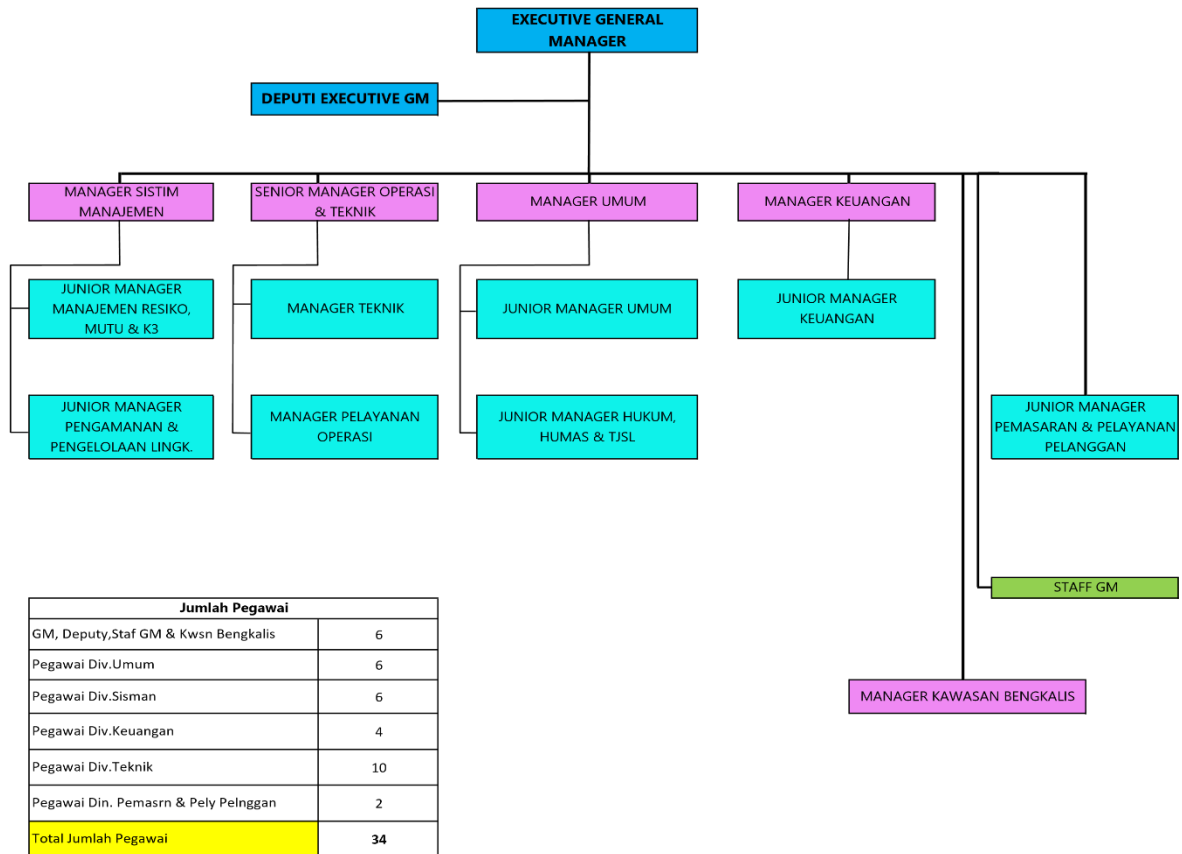 EXECUTIVE GENERAL
MANAGER
DEPUTI EXECUTIVE GM
MANAGER SISTIM
MANAJEMEN
SENIOR MANAGER OPERASI
& TEKNIK
MANAGER UMUM
MANAGER KEUANGAN
JUNIOR MANAGER
MANAJEMEN RESIKO,
MUTU & K3
MANAGER TEKNIK
JUNIOR MANAGER UMUM
JUNIOR MANAGER
KEUANGAN
JUNIOR MANAGER
PENGAMANAN &
PENGELOLAAN LINGK.
MANAGER PELAYANAN
OPERASI
JUNIOR MANAGER HUKUM,
HUMAS & TJSL
JUNIOR MANAGER
PEMASARAN & PELAYANAN
PELANGGAN
STAFF GM
MANAGER KAWASAN BENGKALIS
Jumlah Pegawai
GM, Deputy,Staf GM & Kwsn Bengkalis 6
Pegawai Div.Umum 6
Pegawai Div.Sisman 6
Pegawai Div.Keuangan 4
Pegawai Div.Teknik 10
Pegawai Din. Pemasrn & Pely Pelnggan 2
Total Jumlah Pegawai 34